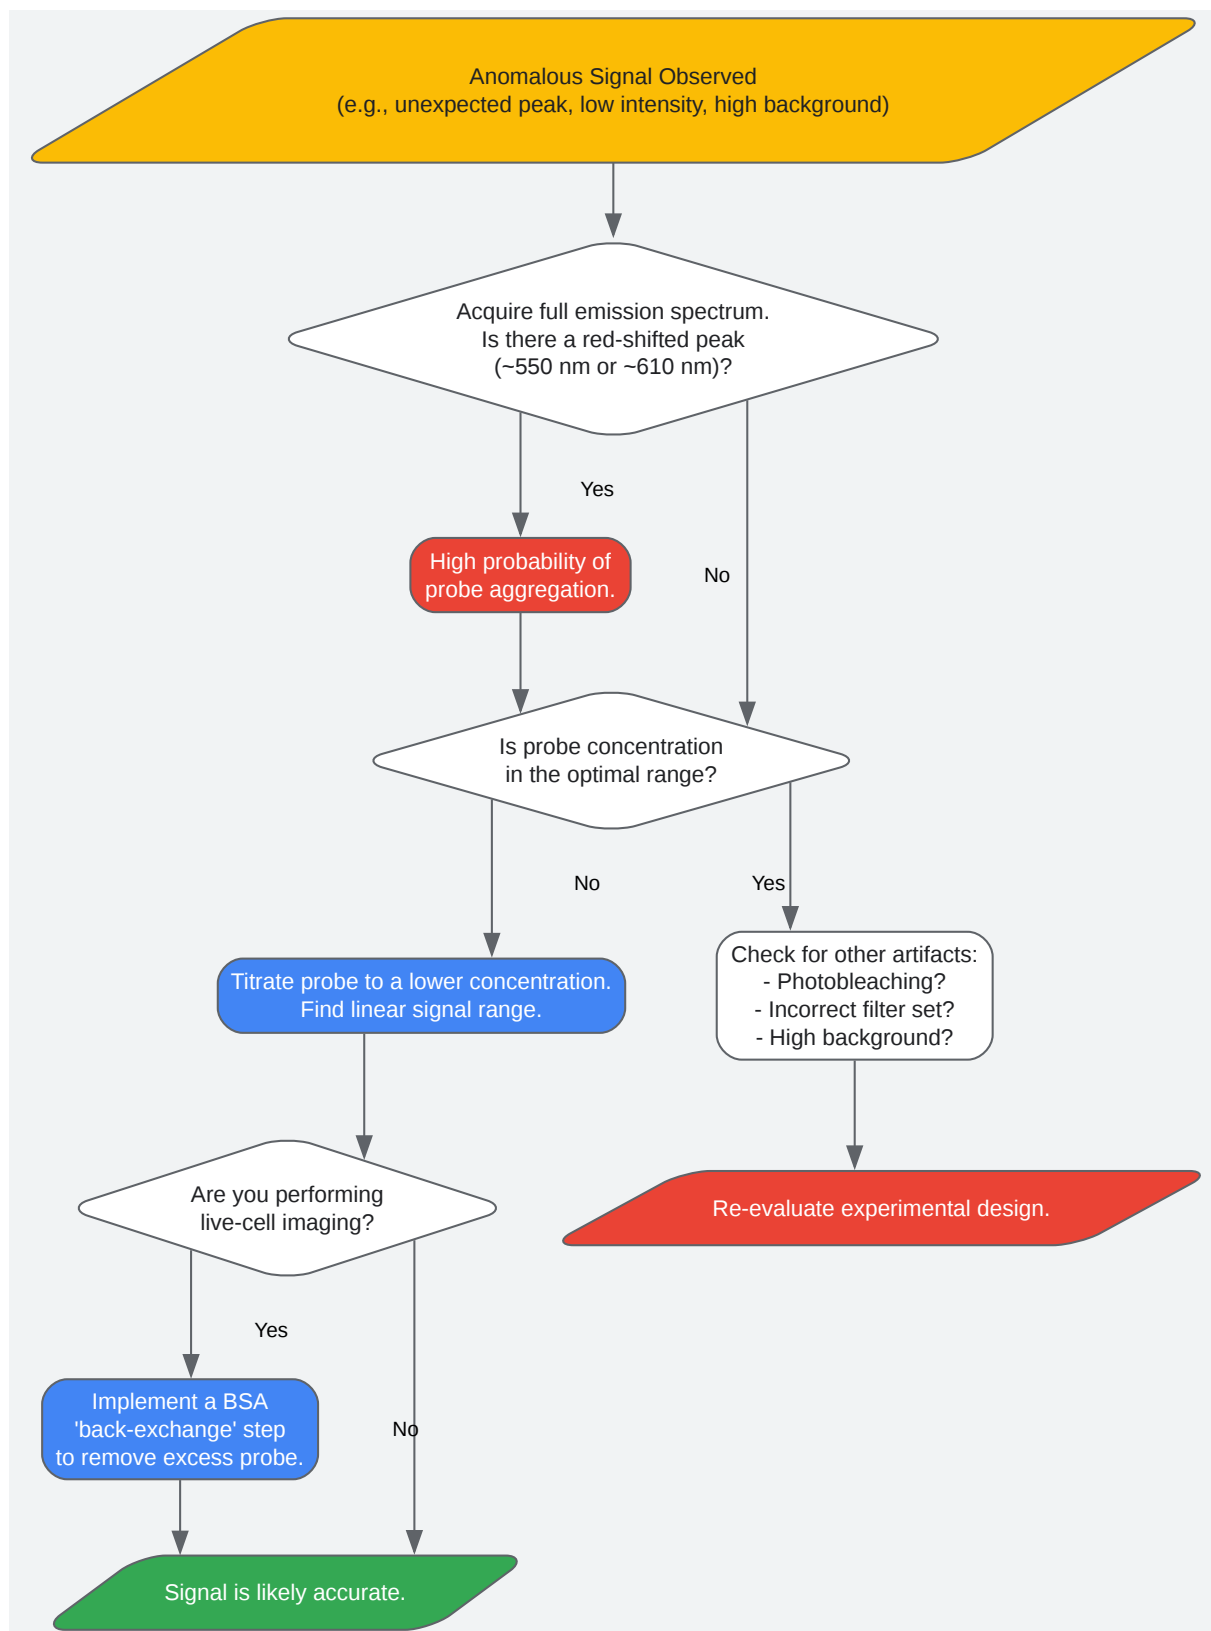 Anomalous Signal Observed
(e.g., unexpected peak, low intensity, high background)
Acquire full emission spectrum.
Is there a red-shifted peak
(~550 nm or ~610 nm)?
Yes
High probability of
probe aggregation.
No
Is probe concentration
in the optimal range?
No
Yes
Titrate probe to a lower concentration.
Find linear signal range.
Check for other artifacts:
- Photobleaching?
- Incorrect filter set?
- High background?
Are you performing
live-cell imaging?
Re-evaluate experimental design.
Yes
Implement a BSA
'back-exchange' step
to remove excess probe.
No
Signal is likely accurate.